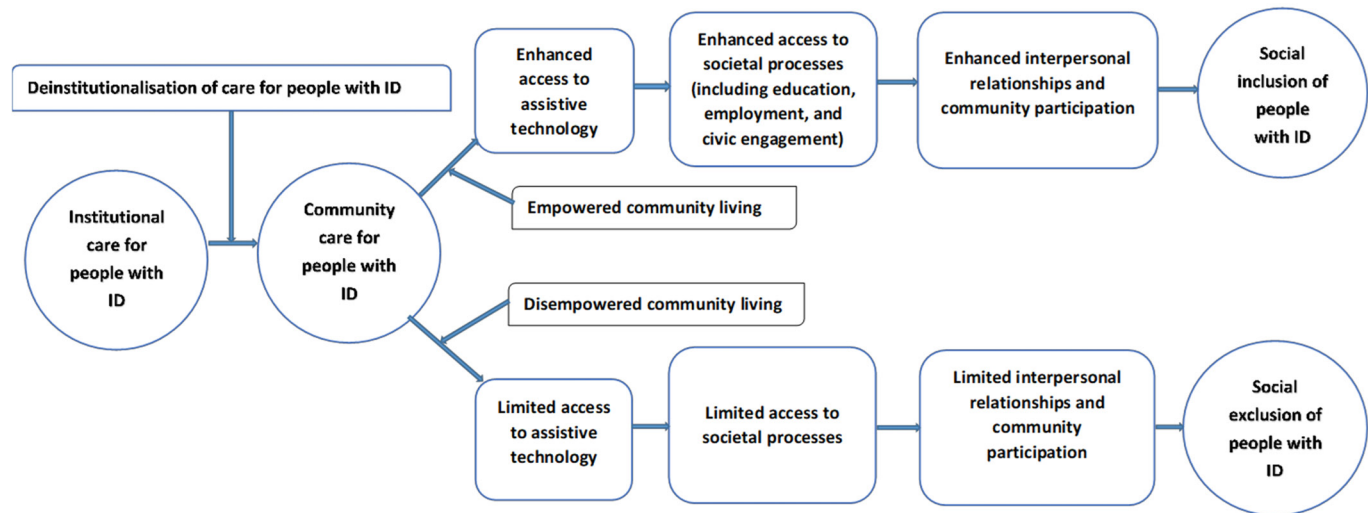 Deinstitutionalisation of care for people with ID
Institutional
care for
people with
ID
Community
care for
people with
ID
Empowered community living
Enhanced
access to
assistive
technology
Enhanced access to
societal processes
(including education,
employment, and
civic engagement)
Enhanced interpersonal
relationships and
community participation
Social
inclusion of
people
with ID
Disempowered community living
Limited access
to assistive
technology
Limited access to
societal processes
Limited interpersonal
relationships and
community
participation
Social
exclusion of
people with
ID